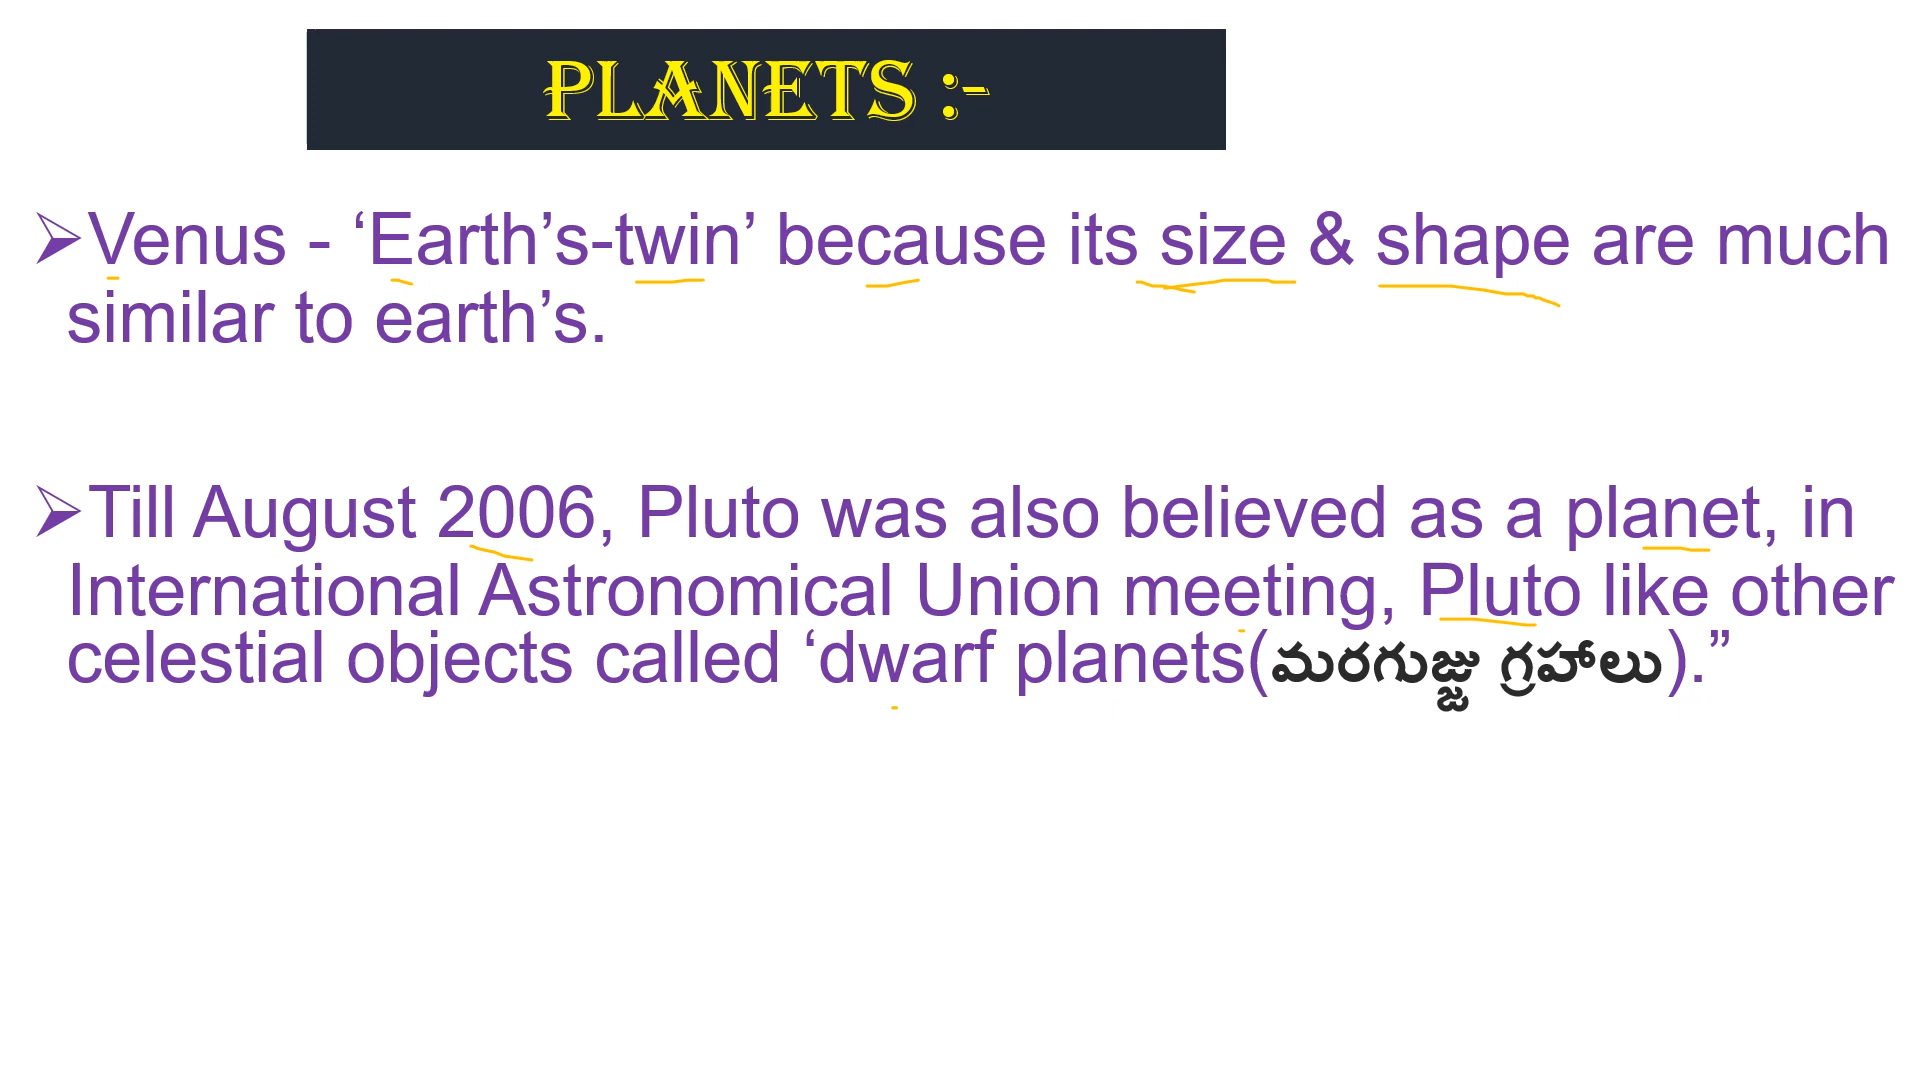 PLANETS :-
➢Venus - ‘Earth’s-twin’ because its size & shape are much
similar to earth’s.
➢Till August 2006, Pluto was also believed as a planet, in
International Astronomical Union meeting, Pluto like other
celestial objects called ‘dwarf planets(మరగుజ్జు గ్రహాలు).”